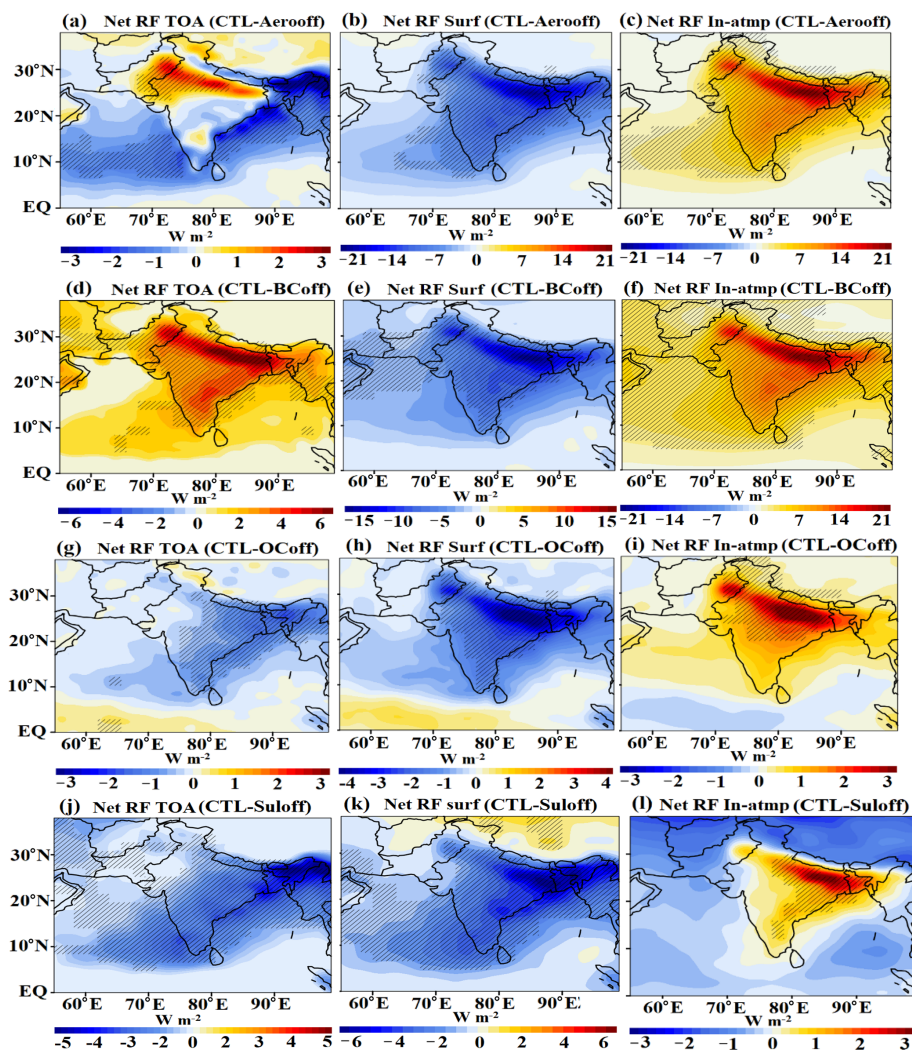 (a) Net RF TOA (CTL-Aerooff) (b) Net RF Surf (CTL-Aerooff) (c) Net RF In-atmp (CTL-Aerooff)
30°N
20°N
10°N
EQ
60°E 70°E 80°E 90°E 60°E 70°E 80°E 90°E 60°E 70°E 80°E 90°E
W m⁻² W m⁻² W m⁻²
−3 −2 −1 0 1 2 3 −21 −14 −7 0 7 14 21 −21 −14 −7 0 7 14 21
(d) Net RF TOA (CTL-BCoff) (e) Net RF Surf (CTL-BCoff) (f) Net RF In-atmp (CTL-BCoff)
30°N
20°N
10°N
EQ
60°E 70°E 80°E 90°E 60°E 70°E 80°E 90°E 60°E 70°E 80°E 90°E
W m⁻² W m⁻² W m⁻²
−6 −4 −2 0 2 4 6 −15 −10 −5 0 5 10 15 −21 −14 −7 0 7 14 21
(g) Net RF TOA (CTL-OCoff) (h) Net RF Surf (CTL-OCoff) (i) Net RF In-atmp (CTL-OCoff)
30°N
20°N
10°N
EQ
60°E 70°E 80°E 90°E 60°E 70°E 80°E 90°E 60°E 70°E 80°E 90°E
W m⁻² W m⁻² W m⁻²
−3 −2 −1 0 1 2 3 −4 −3 −2 −1 0 1 2 3 4 −3 −2 −1 0 1 2 3
(j) Net RF TOA (CTL-Suloff) (k) Net RF surf (CTL-Suloff) (l) Net RF In-atmp (CTL-Suloff)
30°N
20°N
10°N
EQ
60°E 70°E 80°E 90°E 60°E 70°E 80°E 90°E 60°E 70°E 80°E 90°E
W m⁻² W m⁻² W m⁻²
−5 −4 −3 −2 −1 0 1 2 3 4 5 −6 −4 −2 0 2 4 6 −3 −2 −1 0 1 2 3